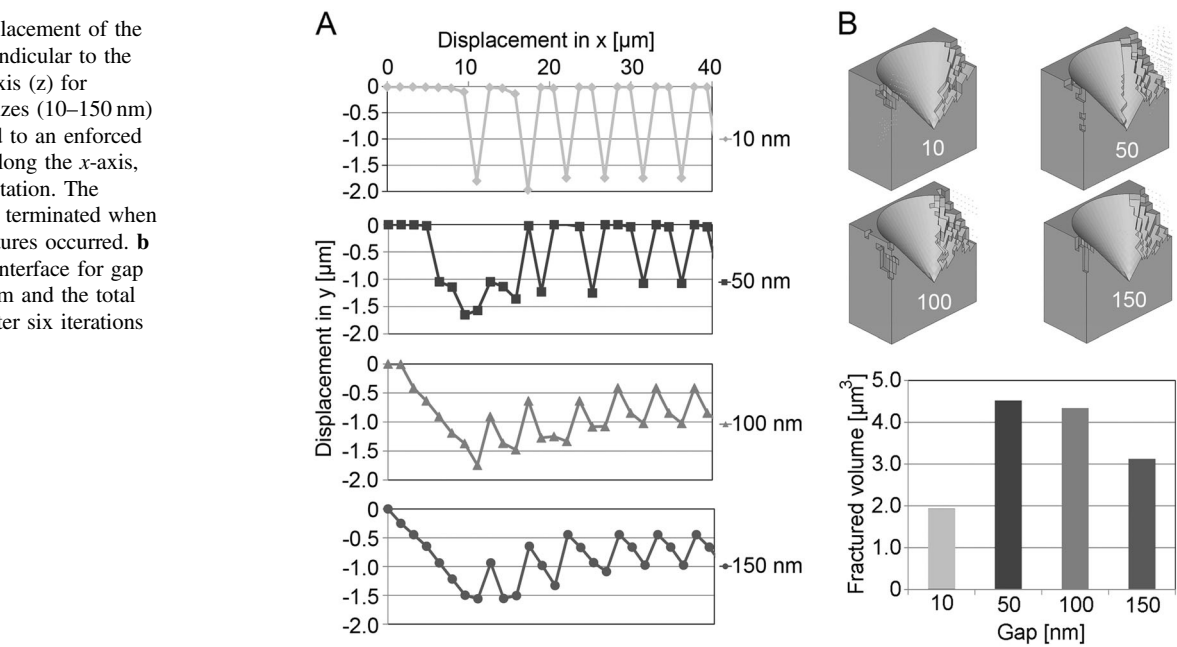 lacement of the
ndicular to the
xis (z) for
izes (10–150 nm)
d to an enforced
long the x-axis,
tation. The
terminated when
tures occurred. b
nterface for gap
m and the total
ter six iterations
A
Displacement in x [µm]
0 10 20 30 40
Displacement in y [µm]
0
-0.5
-1.0
-1.5
-2.0
10 nm
0
-0.5
-1.0
-1.5
-2.0
50 nm
0
-0.5
-1.0
-1.5
-2.0
100 nm
0
-0.5
-1.0
-1.5
-2.0
150 nm
B
10
50
100
150
Fractured volume [µm³]
5.0
4.0
3.0
2.0
1.0
0
10 50 100 150
Gap [nm]